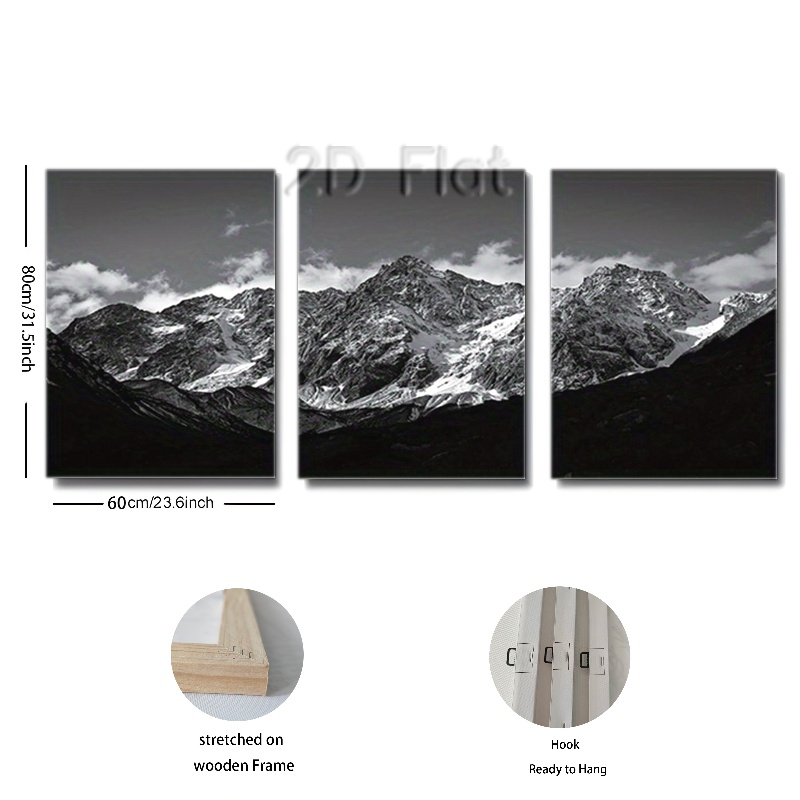 2D Flat
80cm/31.5inch
60cm/23.6inch
stretched on
wooden Frame
Hook
Ready to Hang